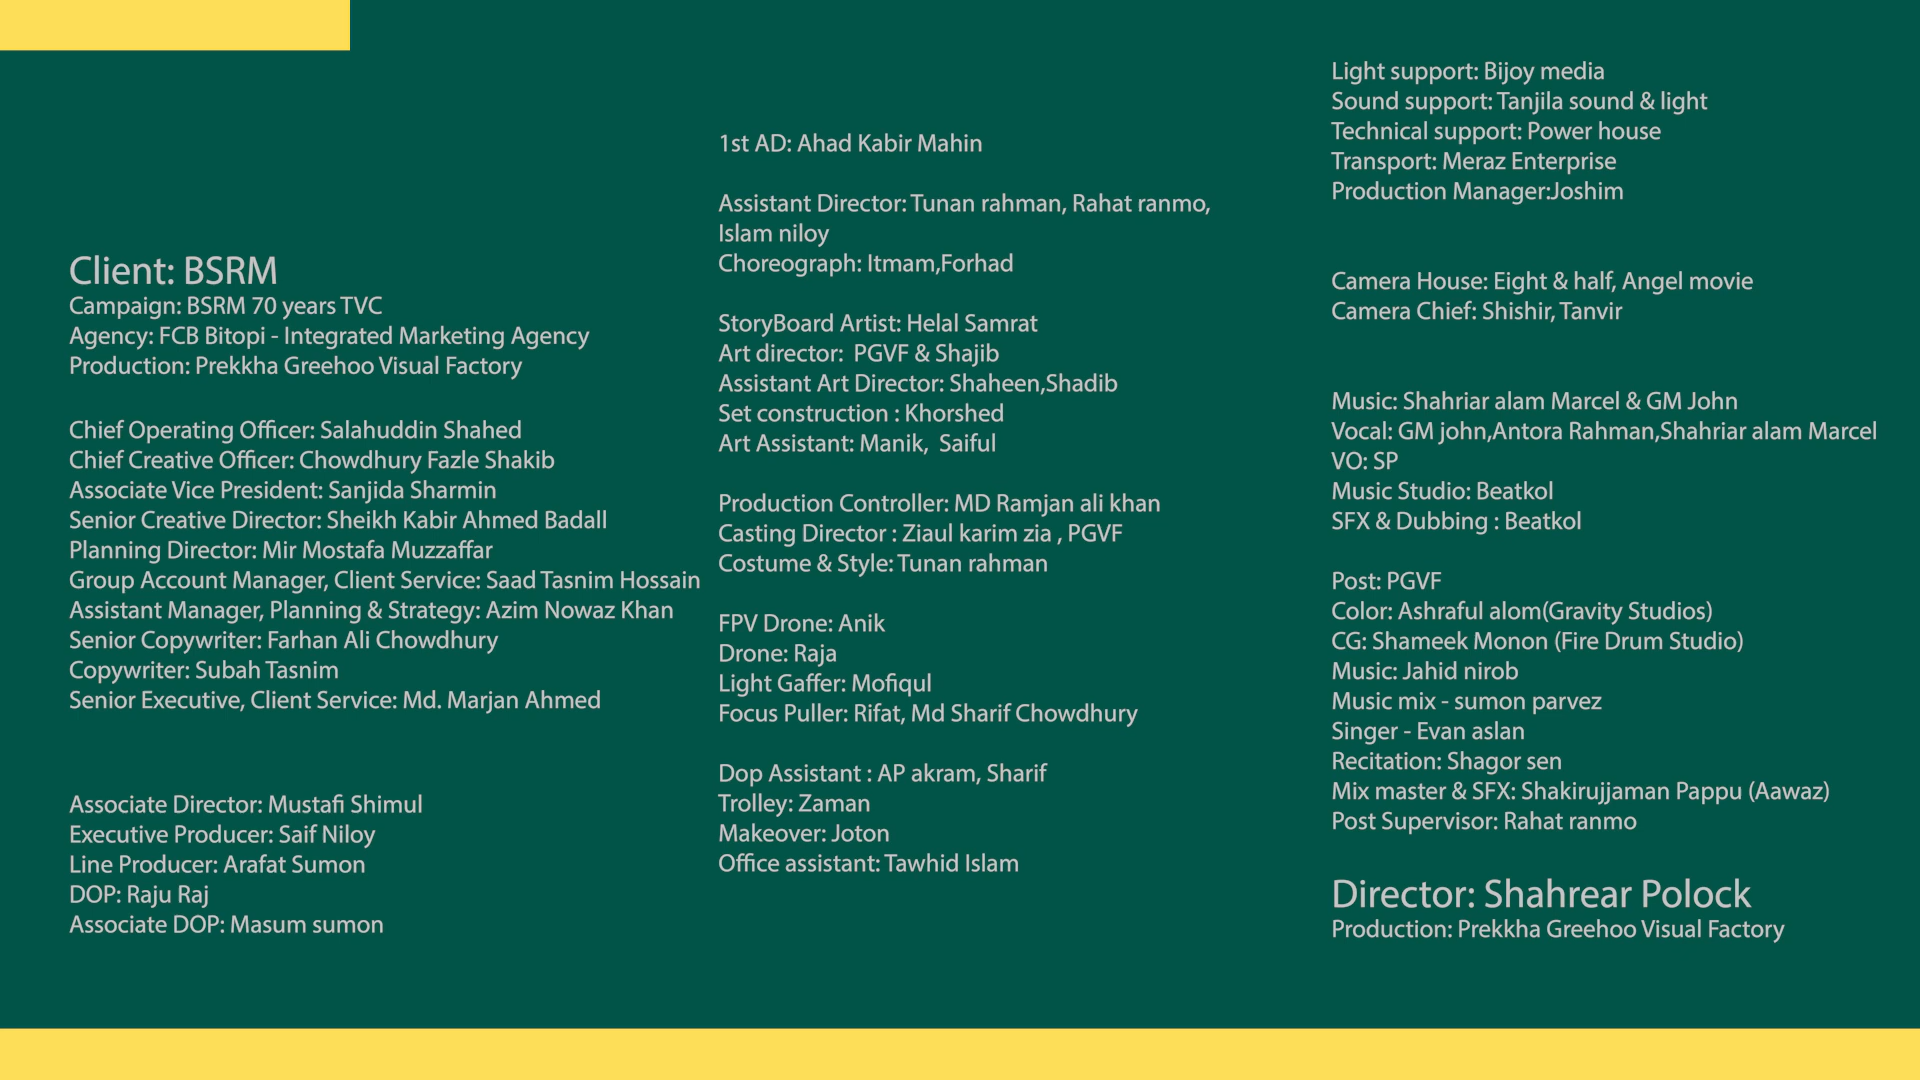 Client: BSRM
Campaign: BSRM 70 years TVC
Agency: FCB Bitopi - Integrated Marketing Agency
Production: Prekkha Greehoo Visual Factory
Chief Operating Officer: Salahuddin Shahed
Chief Creative Officer: Chowdhury Fazle Shakib
Associate Vice President: Sanjida Sharmin
Senior Creative Director: Sheikh Kabir Ahmed Badall
Planning Director: Mir Mostafa Muzzaffar
Group Account Manager, Client Service: Saad Tasnim Hossain
Assistant Manager, Planning & Strategy: Azim Nowaz Khan
Senior Copywriter: Farhan Ali Chowdhury
Copywriter: Subah Tasnim
Senior Executive, Client Service: Md. Marjan Ahmed
Associate Director: Mustafi Shimul
Executive Producer: Saif Niloy
Line Producer: Arafat Sumon
DOP: Raju Raj
Associate DOP: Masum sumon
1st AD: Ahad Kabir Mahin
Assistant Director: Tunan rahman, Rahat ranmo,
Islam niloy
Choreograph: Itmam,Forhad
StoryBoard Artist: Helal Samrat
Art director:  PGVF & Shajib
Assistant Art Director: Shaheen,Shadib
Set construction : Khorshed
Art Assistant: Manik,  Saiful
Production Controller: MD Ramjan ali khan
Casting Director : Ziaul karim zia , PGVF
Costume & Style: Tunan rahman
FPV Drone: Anik
Drone: Raja
Light Gaffer: Mofiqul
Focus Puller: Rifat, Md Sharif Chowdhury
Dop Assistant : AP akram, Sharif
Trolley: Zaman
Makeover: Joton
Office assistant: Tawhid Islam
Light support: Bijoy media
Sound support: Tanjila sound & light
Technical support: Power house
Transport: Meraz Enterprise
Production Manager:Joshim
Camera House: Eight & half, Angel movie
Camera Chief: Shishir, Tanvir
Music: Shahriar alam Marcel & GM John
Vocal: GM john,Antora Rahman,Shahriar alam Marcel
VO: SP
Music Studio: Beatkol
SFX & Dubbing : Beatkol
Post: PGVF
Color: Ashraful alom(Gravity Studios)
CG: Shameek Monon (Fire Drum Studio)
Music: Jahid nirob
Music mix - sumon parvez
Singer - Evan aslan
Recitation: Shagor sen
Mix master & SFX: Shakirujjaman Pappu (Aawaz)
Post Supervisor: Rahat ranmo
Director: Shahrear Polock
Production: Prekkha Greehoo Visual Factory